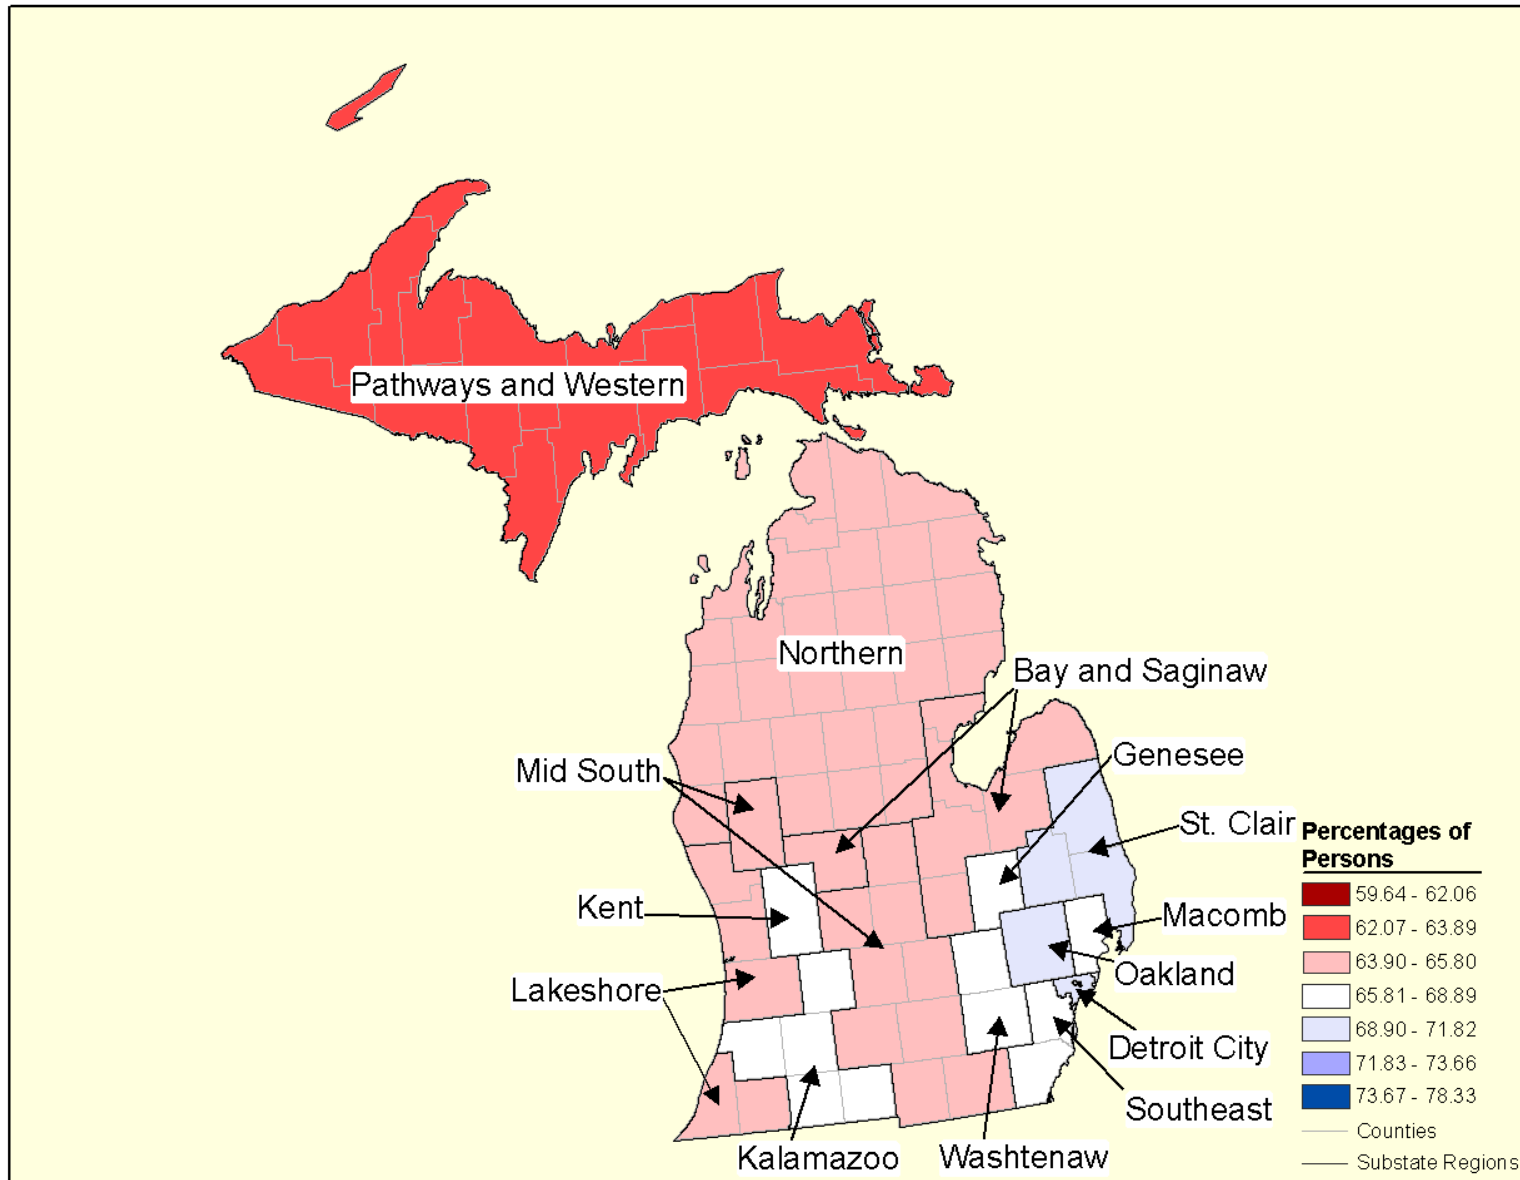 Pathways and Western
Northern
Bay and Saginaw
Genesee
Mid South
St. Clair
Kent
Macomb
Oakland
Lakeshore
Detroit City
Southeast
Kalamazoo
Washtenaw
Percentages of
Persons
59.64 - 62.06
62.07 - 63.89
63.90 - 65.80
65.81 - 68.89
68.90 - 71.82
71.83 - 73.66
73.67 - 78.33
Counties
Substate Regions